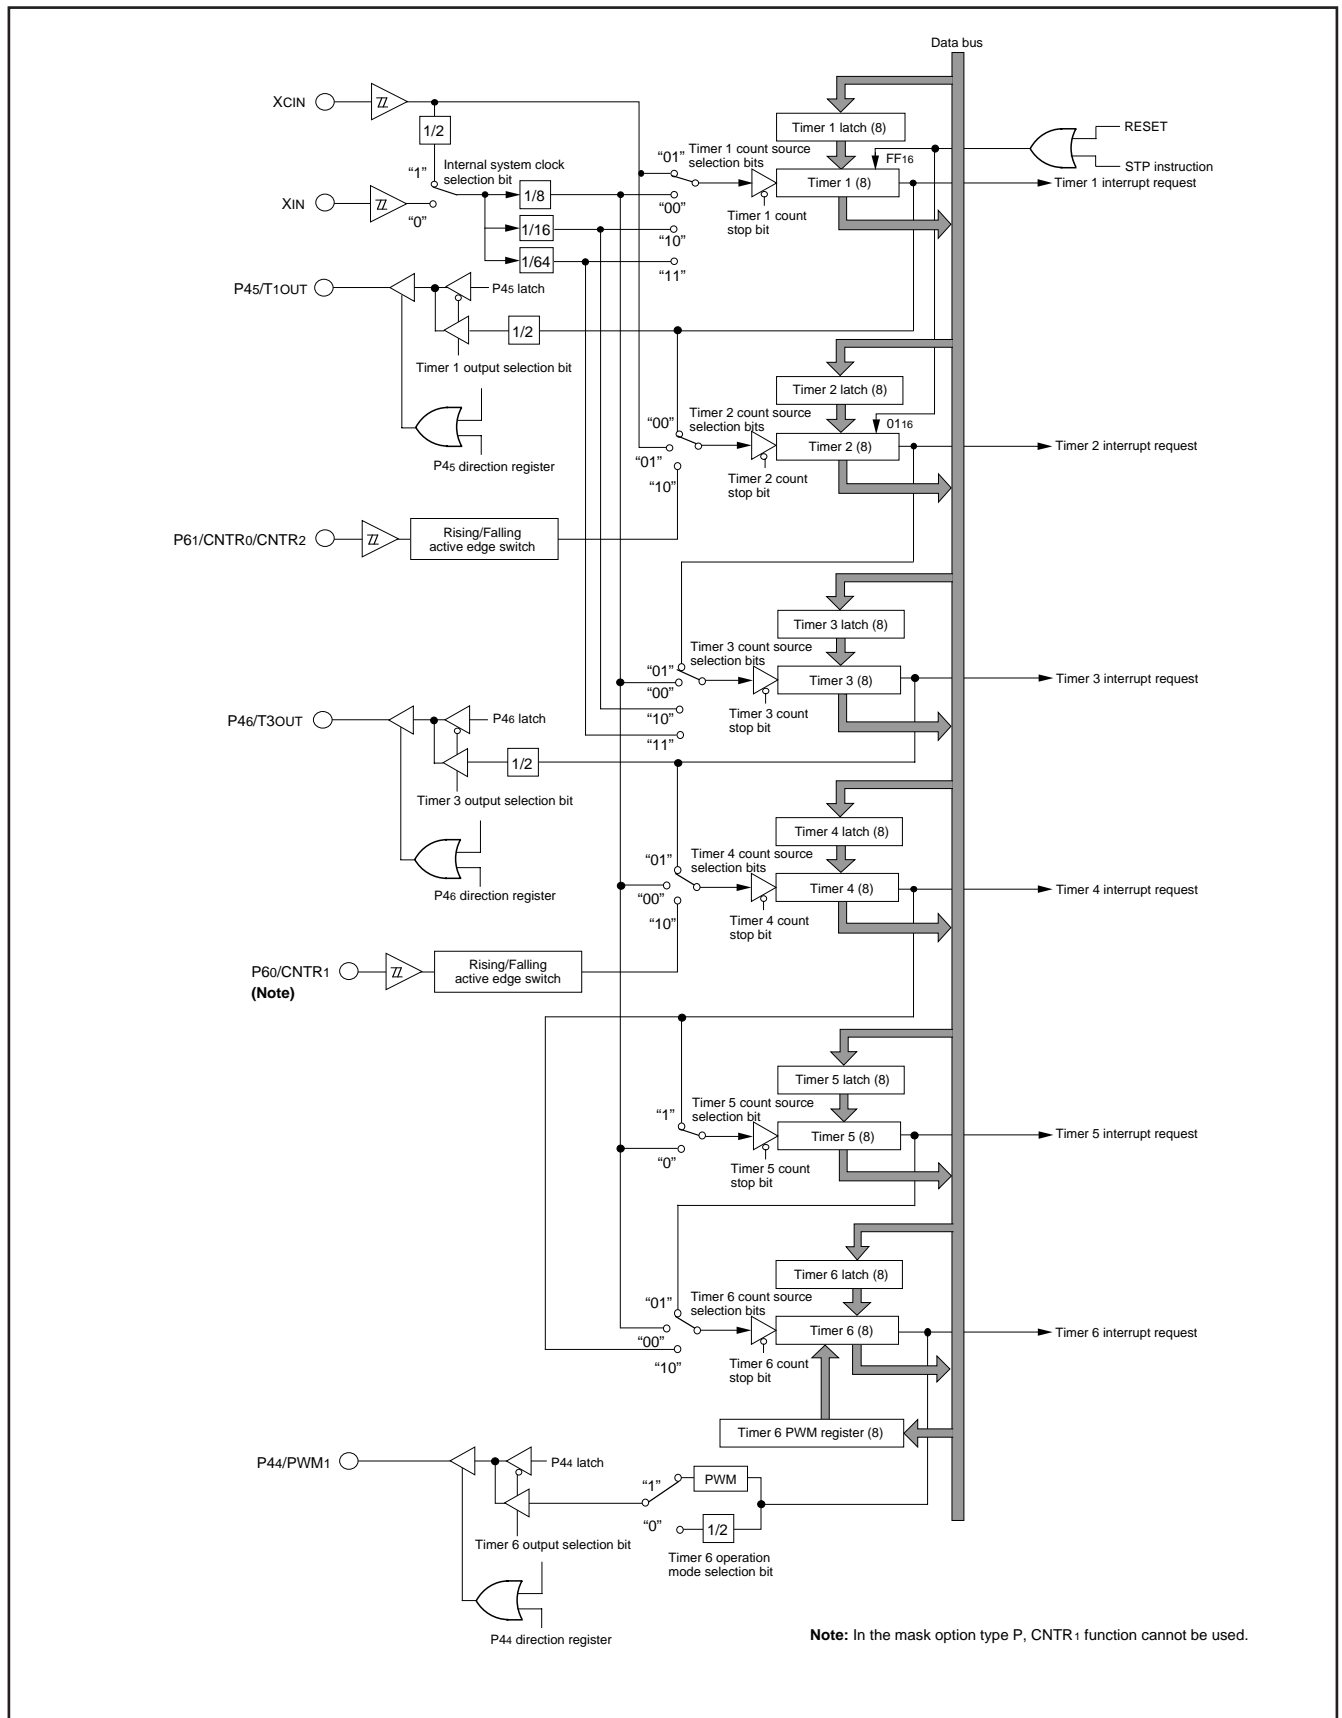 Data bus
XCIN
1/2
Timer 1 latch (8)
RESET
STP instruction
"1"
Internal system clock
selection bit
"01"
Timer 1 count source
selection bits
FF16
XIN
"0"
1/8
"00"
Timer 1 (8)
Timer 1 interrupt request
1/16
"10"
Timer 1 count
stop bit
1/64
"11"
P45/T1OUT
P45 latch
1/2
Timer 1 output selection bit
Timer 2 latch (8)
"00"
Timer 2 count source
selection bits
0116
P45 direction register
"01"
Timer 2 (8)
Timer 2 interrupt request
"10"
Timer 2 count
stop bit
P61/CNTR0/CNTR2
Rising/Falling
active edge switch
Timer 3 latch (8)
"01"
Timer 3 count source
selection bits
"00"
Timer 3 (8)
Timer 3 interrupt request
P46/T3OUT
P46 latch
"10"
Timer 3 count
stop bit
"11"
1/2
Timer 3 output selection bit
Timer 4 latch (8)
"01"
Timer 4 count source
selection bits
P46 direction register
"00"
Timer 4 (8)
Timer 4 interrupt request
"10"
Timer 4 count
stop bit
P60/CNTR1
(Note)
Rising/Falling
active edge switch
Timer 5 latch (8)
"1"
Timer 5 count source
selection bit
Timer 5 (8)
Timer 5 interrupt request
"0"
Timer 5 count
stop bit
Timer 6 latch (8)
"01"
Timer 6 count source
selection bits
"00"
Timer 6 (8)
Timer 6 interrupt request
"10"
Timer 6 count
stop bit
Timer 6 PWM register (8)
P44/PWM1
P44 latch
"1"
PWM
"0"
1/2
Timer 6 output selection bit
Timer 6 operation
mode selection bit
P44 direction register
Note: In the mask option type P, CNTR1 function cannot be used.